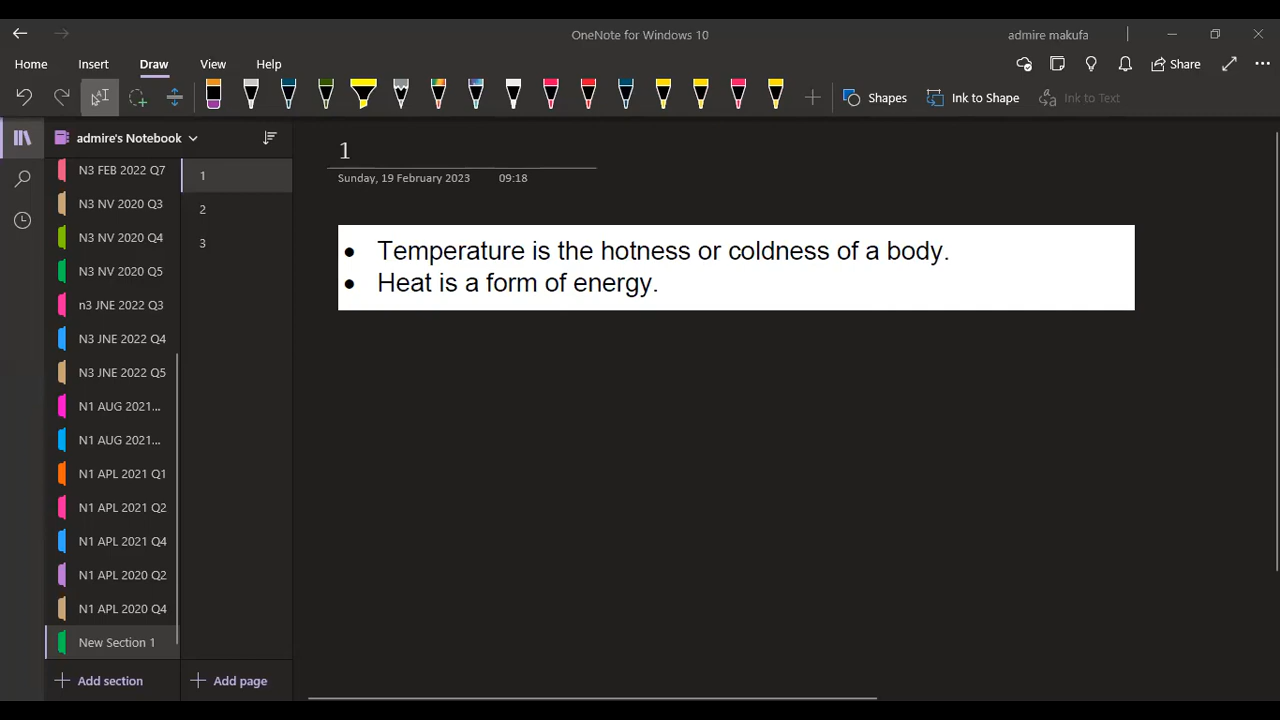 OneNote for Windows 10
admire makufa
Home Insert Draw View Help
Share
Shapes Ink to Shape Ink to Text
admire's Notebook
N3 FEB 2022 Q7
N3 NV 2020 Q3
N3 NV 2020 Q4
N3 NV 2020 Q5
n3 JNE 2022 Q3
N3 JNE 2022 Q4
N3 JNE 2022 Q5
N1 AUG 2021...
N1 AUG 2021...
N1 APL 2021 Q1
N1 APL 2021 Q2
N1 APL 2021 Q4
N1 APL 2020 Q2
N1 APL 2020 Q4
New Section 1
Add section
1
2
3
Add page
1
Sunday, 19 February 2023 09:18
• Temperature is the hotness or coldness of a body.
• Heat is a form of energy.